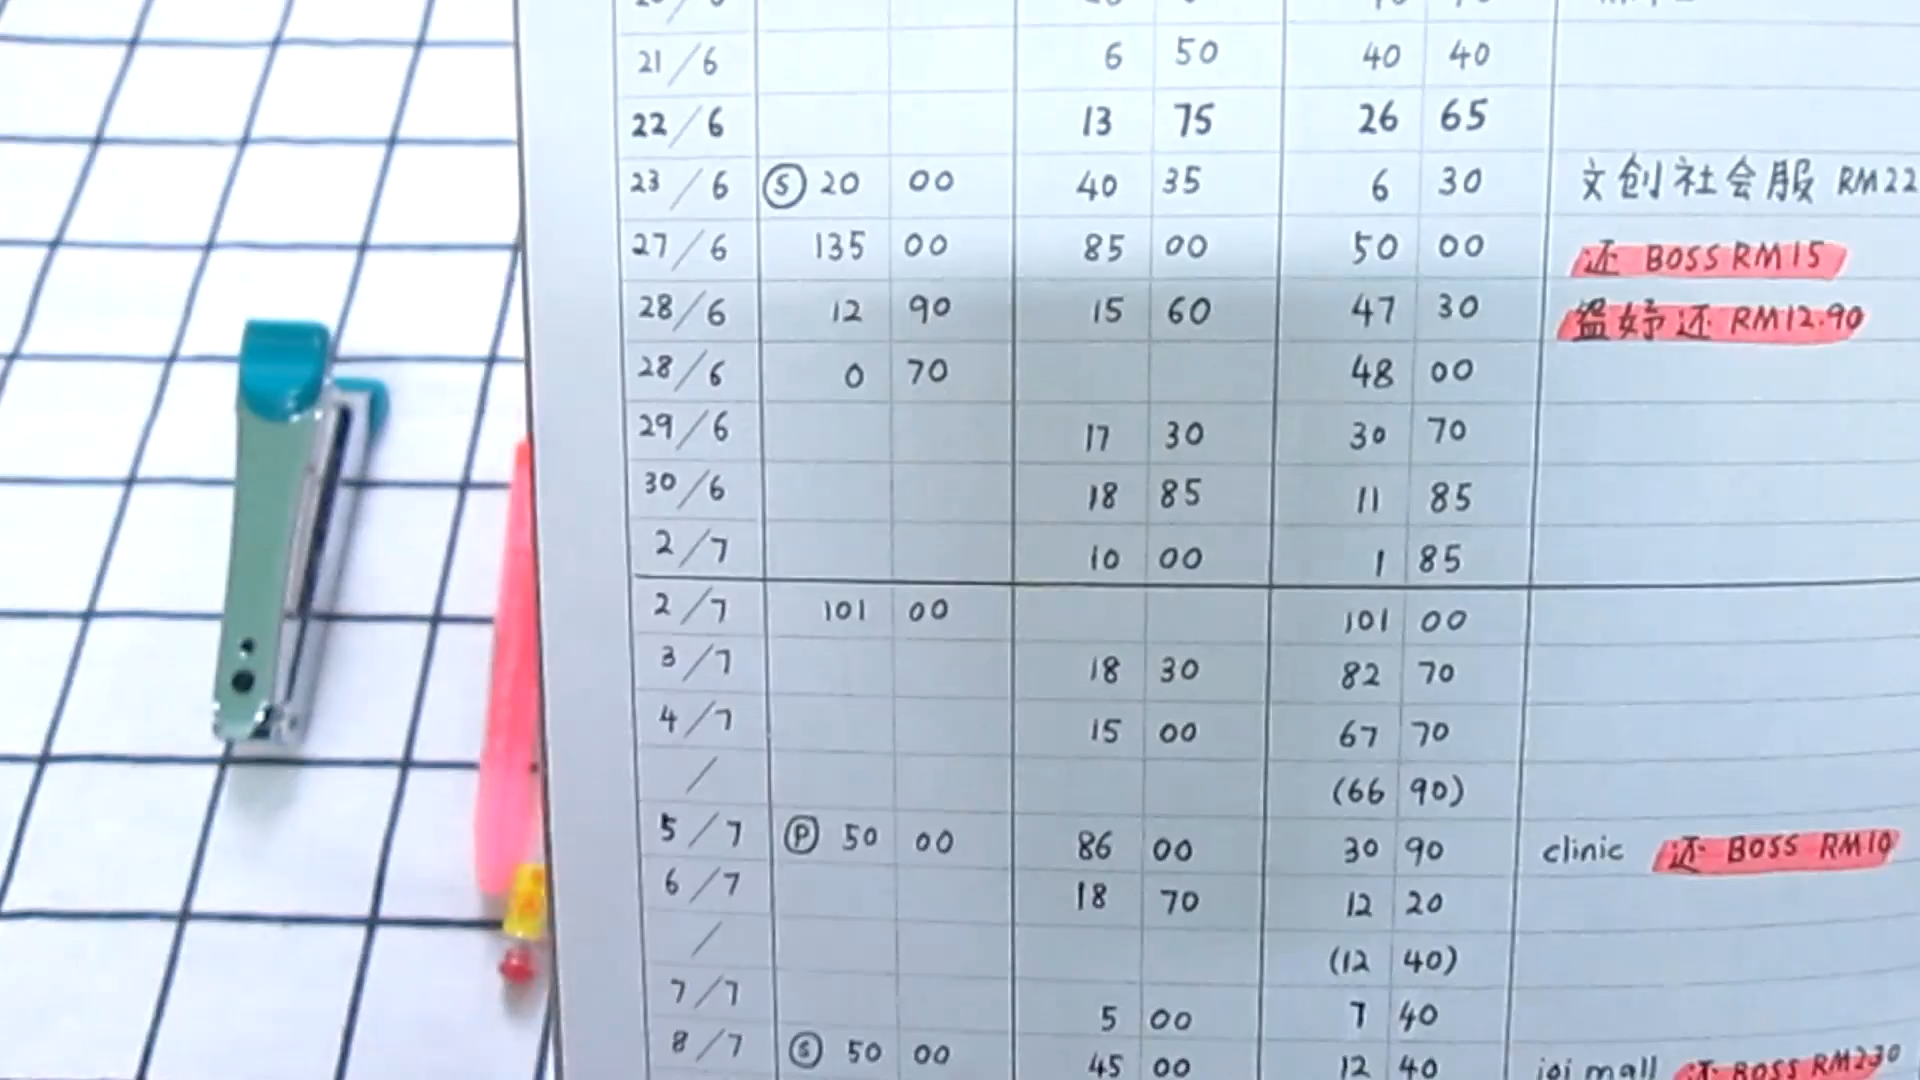 21/6 6 50 40 40
22/6 13 75 26 65
23/6 Ⓢ 20 00 40 35 6 30 文创社会服 RM22
27/6 135 00 85 00 50 00 还 BOSS RM15
28/6 12 90 15 60 47 30 妤还 RM12.90
28/6 0 70 48 00
29/6 17 30 30 70
30/6 18 85 11 85
2/7 10 00 1 85
2/7 101 00 101 00
3/7 18 30 82 70
4/7 15 00 67 70
/ (66 90)
5/7 Ⓟ 50 00 86 00 30 90 clinic 还 BOSS RM10
6/7 18 70 12 20
/ (12 40)
7/7 5 00 7 40
8/7 Ⓢ 50 00 45 00 12 40 ioi mall 还 BOSS RM230